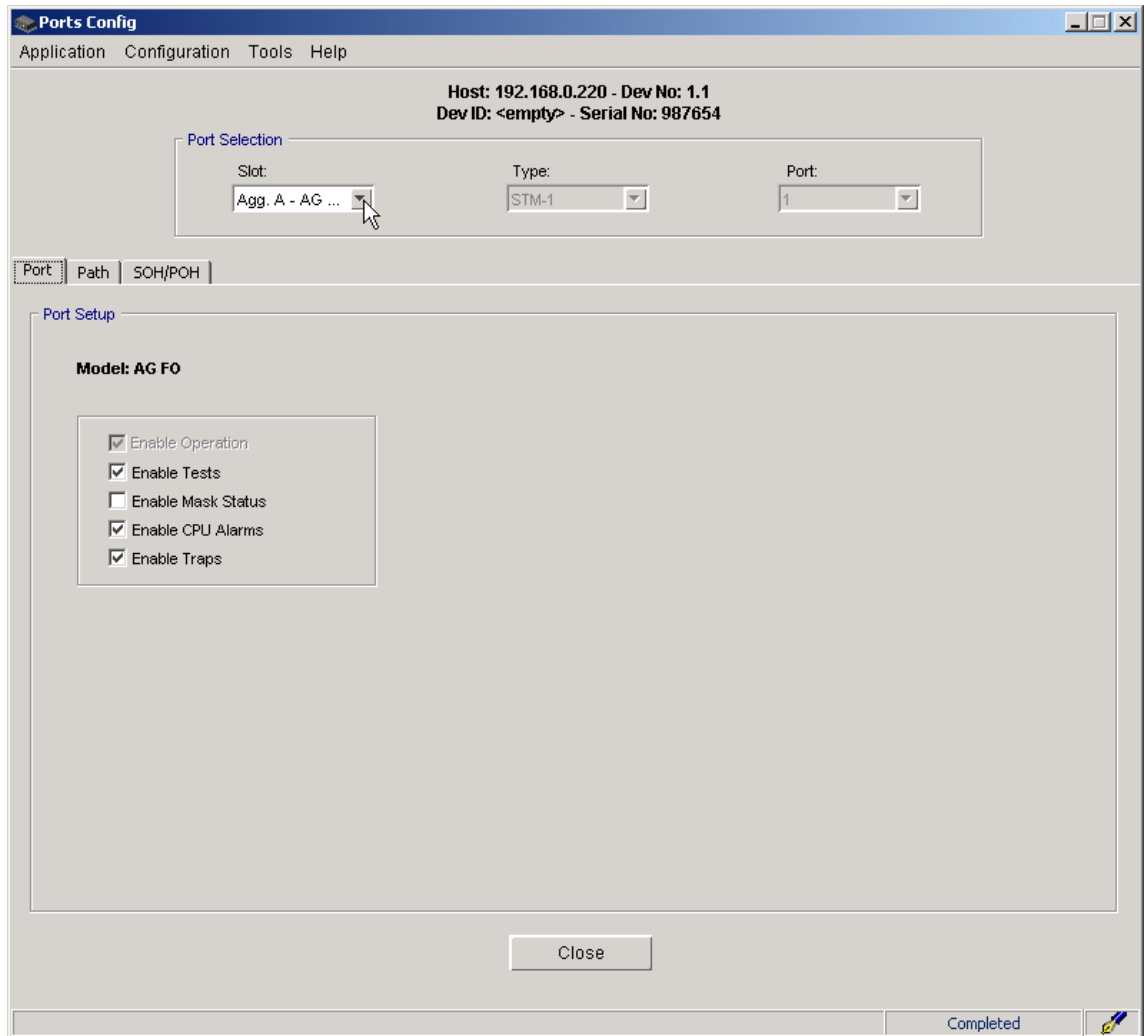 Ports Config
Application Configuration Tools Help
Host: 192.168.0.220 - Dev No: 1.1
Dev ID: <empty> - Serial No: 987654
Port Selection
Slot: Type: Port:
Agg. A - AG ... STM-1 1
Port Path SOH/POH
Port Setup
Model: AG FO
Enable Operation
Enable Tests
Enable Mask Status
Enable CPU Alarms
Enable Traps
Close
Completed